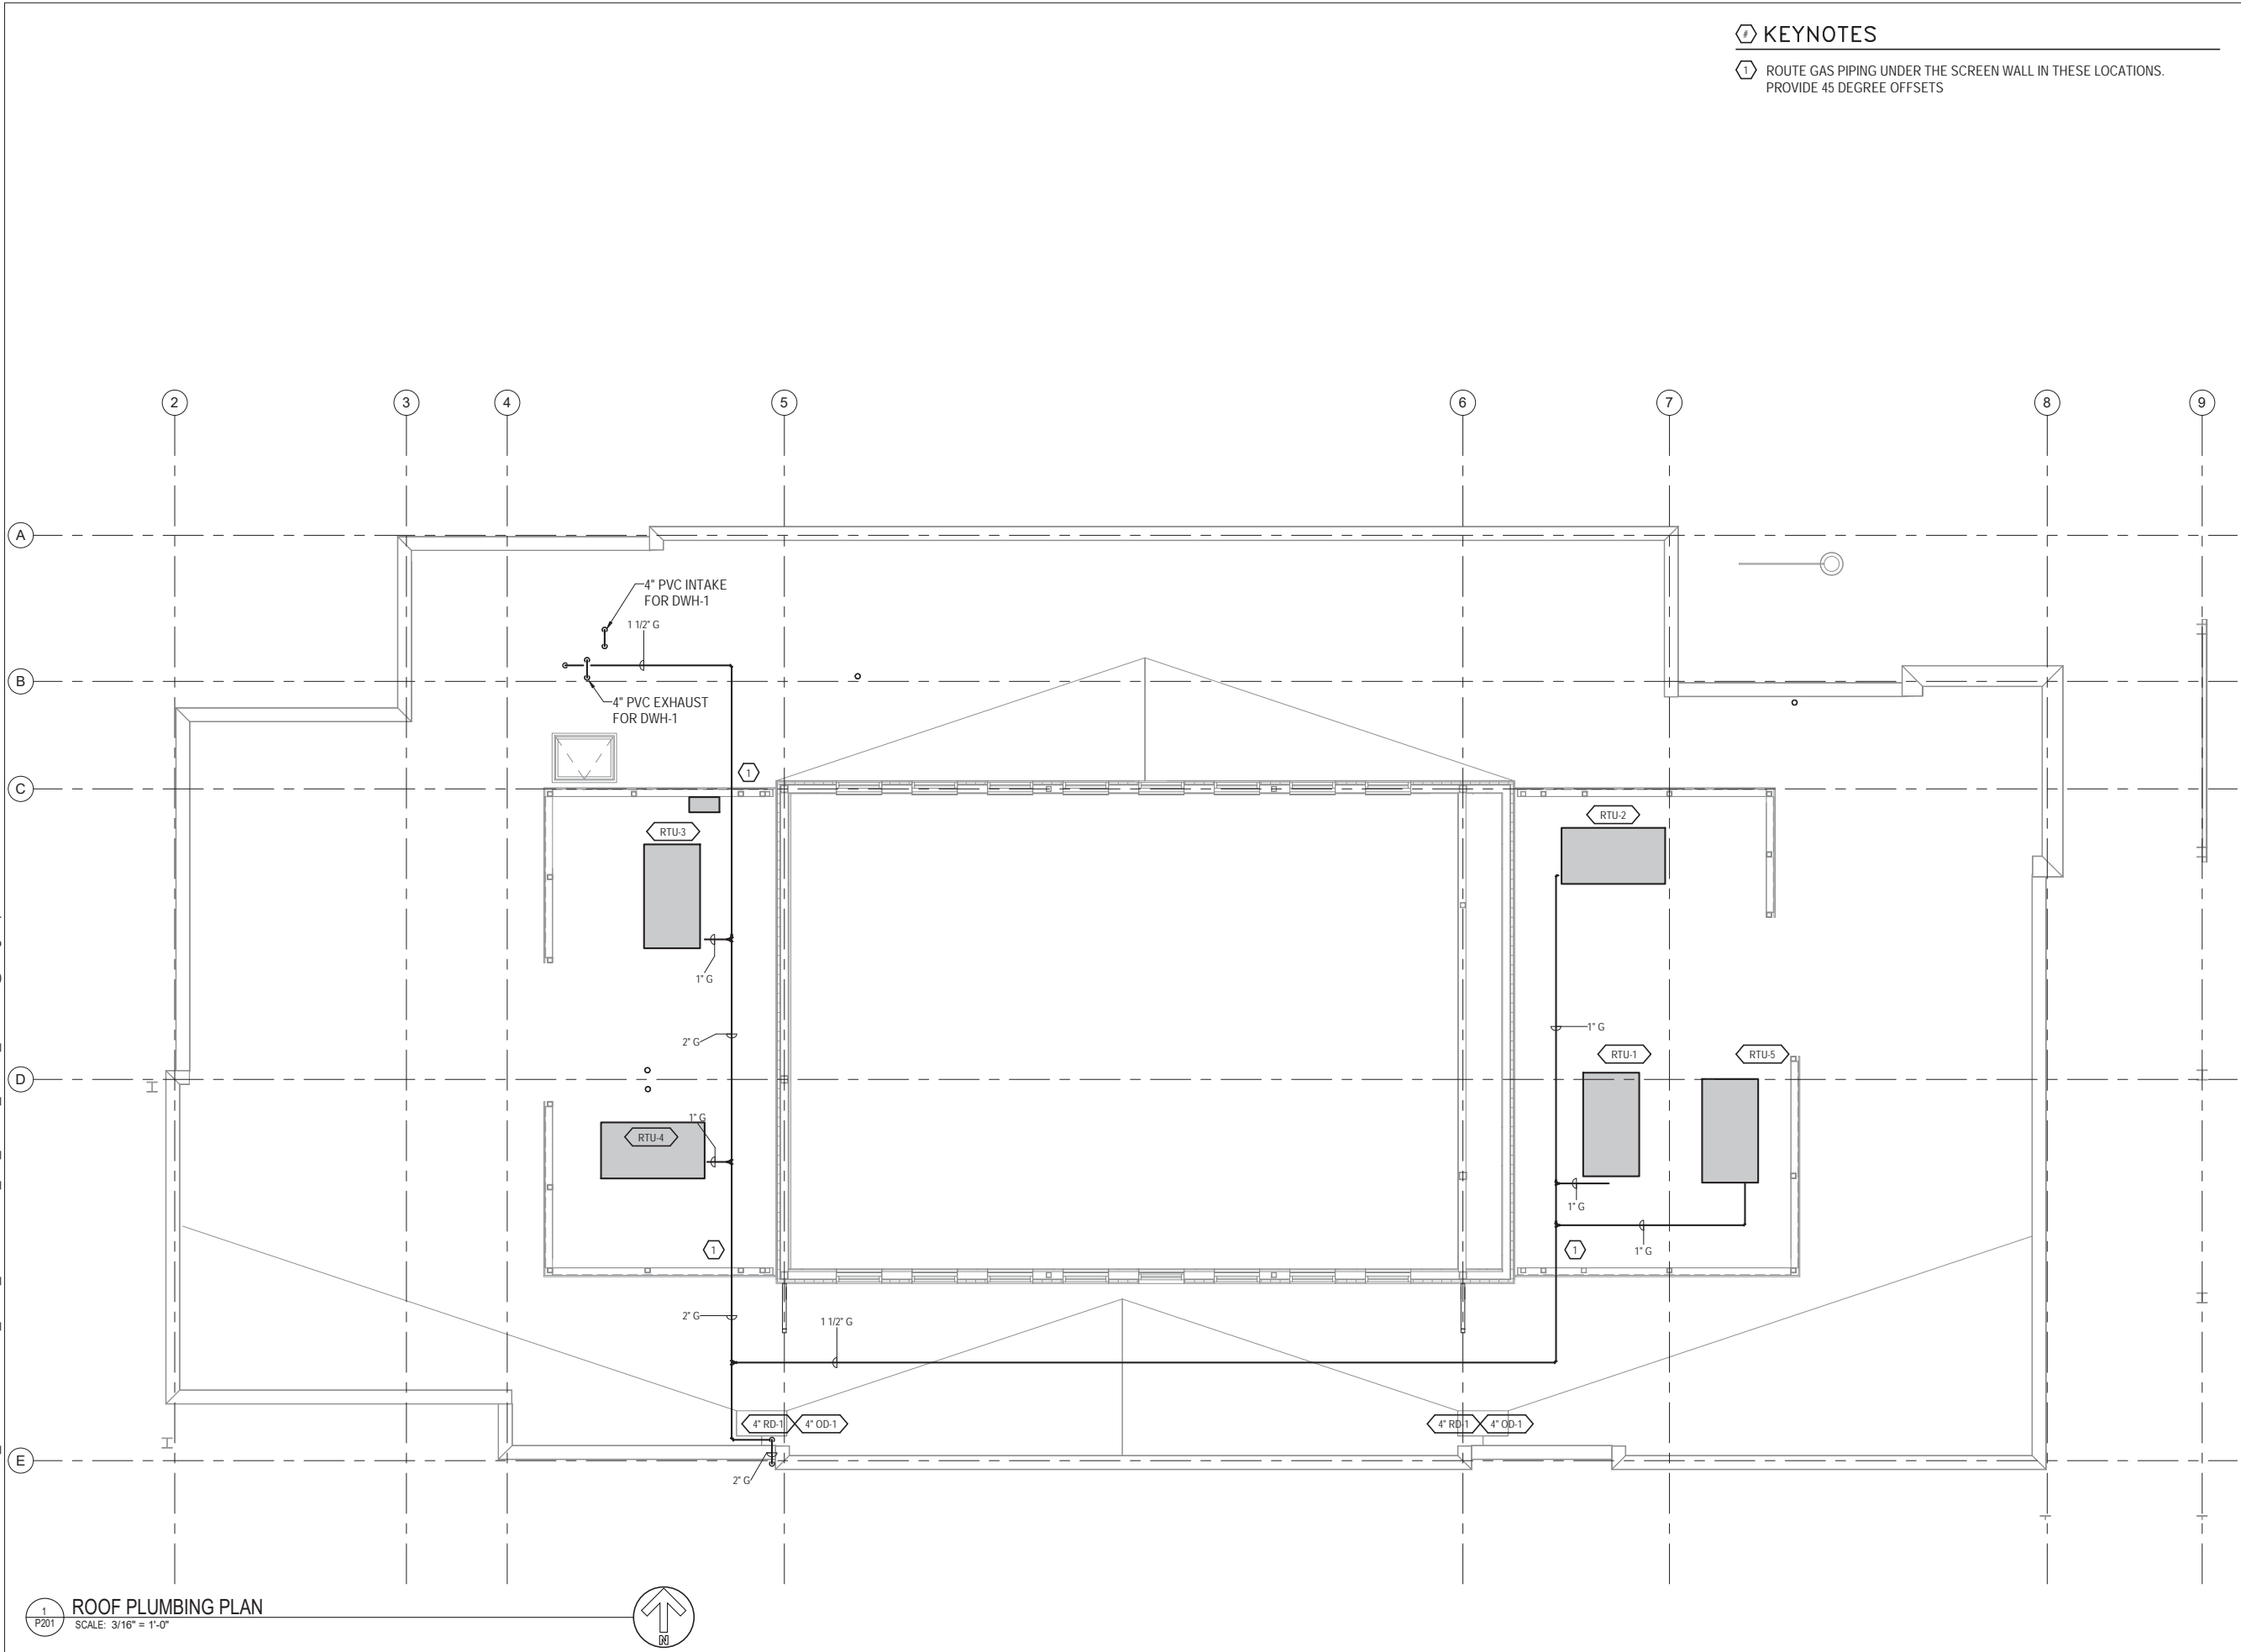 # KEYNOTES
1 ROUTE GAS PIPING UNDER THE SCREEN WALL IN THESE LOCATIONS.
PROVIDE 45 DEGREE OFFSETS
2 3 4 5 6 7 8 9
A
4" PVC INTAKE
FOR DWH-1
1 1/2" G
B
4" PVC EXHAUST
FOR DWH-1
1
C
RTU-2
RTU-3
1" G
1" G
2" G
RTU-1
RTU-5
D
1" G
RTU-4
1" G
1
1
1" G
2" G
1 1/2" G
4" RD-1
4" OD-1
4" RD-1
4" OD-1
E
2" G
1
P201
ROOF PLUMBING PLAN
SCALE: 3/16" = 1'-0"
N